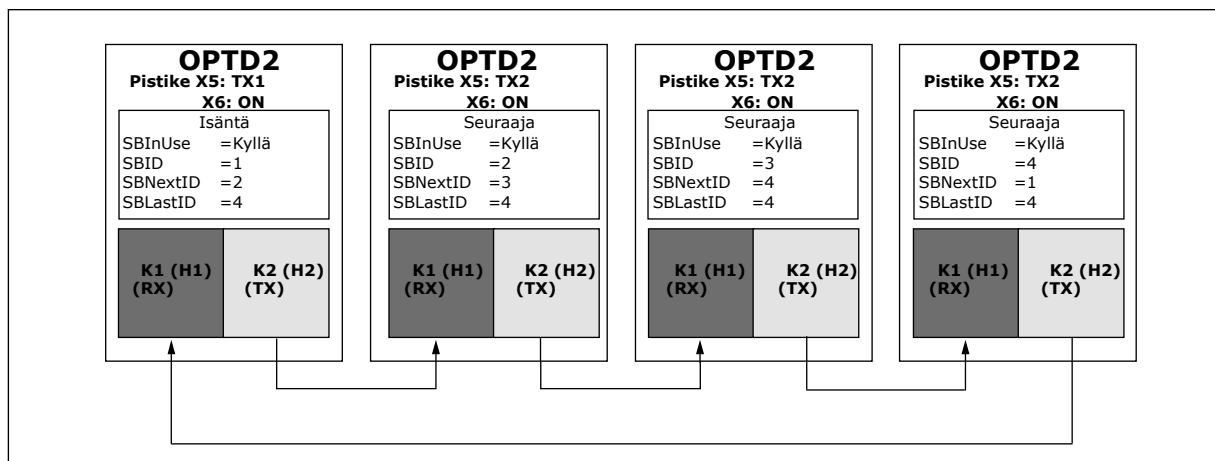 OPTD2
Pistike X5: TX1
X6: ON
Isäntä
SBInUse =Kyllä
SBID =1
SBNextID =2
SBLastID =4
K1 (H1)
(RX)
K2 (H2)
(TX)
OPTD2
Pistike X5: TX2
X6: ON
Seuraaja
SBInUse =Kyllä
SBID =2
SBNextID =3
SBLastID =4
K1 (H1)
(RX)
K2 (H2)
(TX)
OPTD2
Pistike X5: TX2
X6: ON
Seuraaja
SBInUse =Kyllä
SBID =3
SBNextID =4
SBLastID =4
K1 (H1)
(RX)
K2 (H2)
(TX)
OPTD2
Pistike X5: TX2
X6: ON
Seuraaja
SBInUse =Kyllä
SBID =4
SBNextID =1
SBLastID =4
K1 (H1)
(RX)
K2 (H2)
(TX)